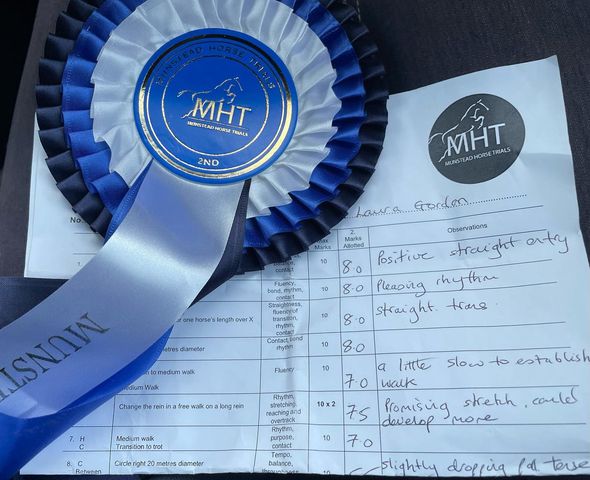 MUNSTEAD HORSE TRIALS
MHT
MUNSTEAD HORSE TRIALS
2ND
MUNSTE
MHT
MUNSTEAD HORSE TRIALS
Laura Gordon
No.
Max Marks
2. Marks Allotted
Observations
contact 10 8.0 Positive straight entry
Fluency, bend, rhythm, contact 10 8.0 Pleasing rhythm
one horse's length over X Straightness, fluency of transition, rhythm, contact 10 8.0 straight trans.
metres diameter Contact, bend rhythm 10 8.0
to medium walk Fluency 10 7.0 a little slow to establish walk
Medium Walk
Change the rein in a free walk on a long rein Rhythm, stretching, reaching and overtrack 10 x 2 7.5 Promising stretch. could develop more
7. H Medium walk Rhythm, purpose, contact 10 7.0
C Transition to trot
8. C Circle right 20 metres diameter Tempo, balance, slightly dropping
Between